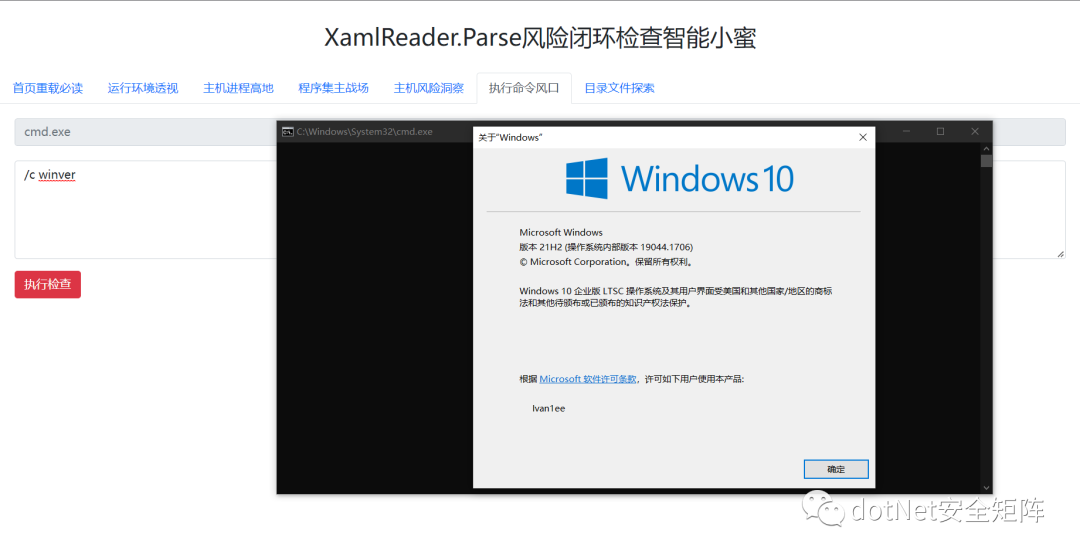 XamlReader.Parse风险闭环检查智能小蜜
首页重载必读 运行环境透视 主机进程高地 程序集主战场 主机风险洞察 执行命令风口 目录文件探索
cmd.exe
C:\Windows\System32\cmd.exe
关于“Windows”
/c winver
Windows 10
Microsoft Windows
版本 21H2 (操作系统内部版本 19044.1706)
© Microsoft Corporation。保留所有权利。
执行检查
Windows 10 企业版 LTSC 操作系统及其用户界面受美国和其他国家/地区的商标
法和其他待颁布或已颁布的知识产权法保护。
根据 Microsoft 软件许可条款，许可如下用户使用本产品:
Ivan1ee
确定
dotNet安全矩阵